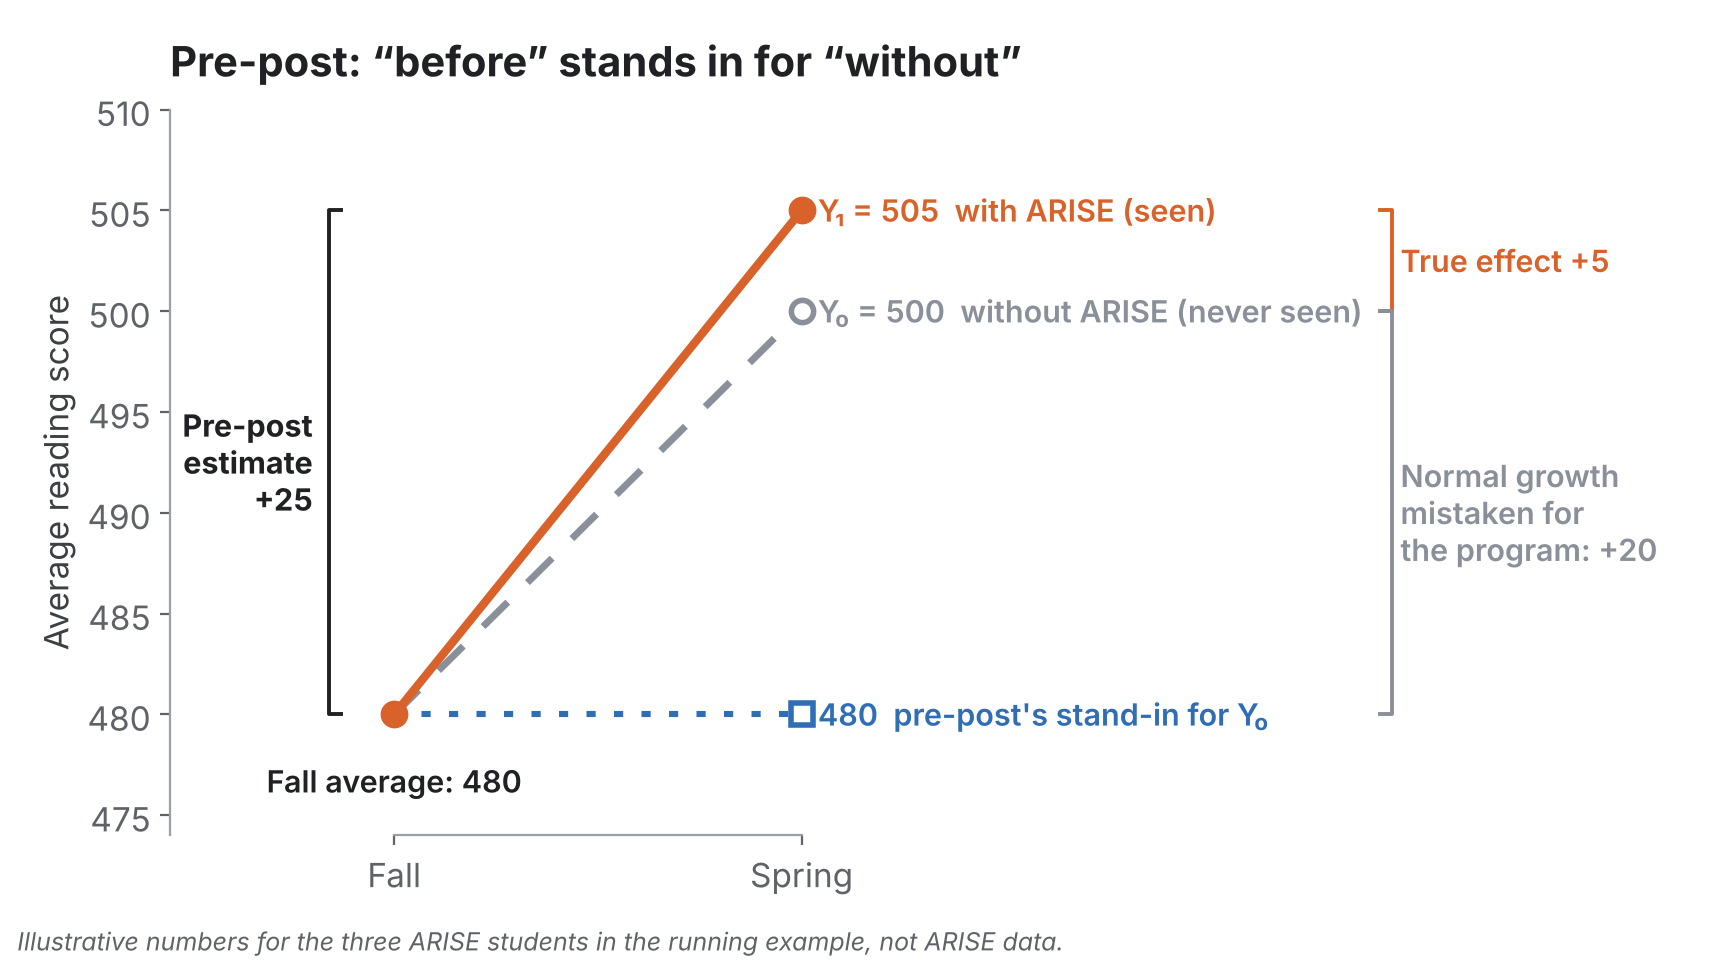 Pre-post: “before” stands in for “without”
Average reading score
510
505
500
495
490
485
480
475
Pre-post
estimate
+25
Y₁ = 505 with ARISE (seen)
Y₀ = 500 without ARISE (never seen)
480 pre-post's stand-in for Y₀
True effect +5
Normal growth
mistaken for
the program: +20
Fall average: 480
Fall
Spring
Illustrative numbers for the three ARISE students in the running example, not ARISE data.